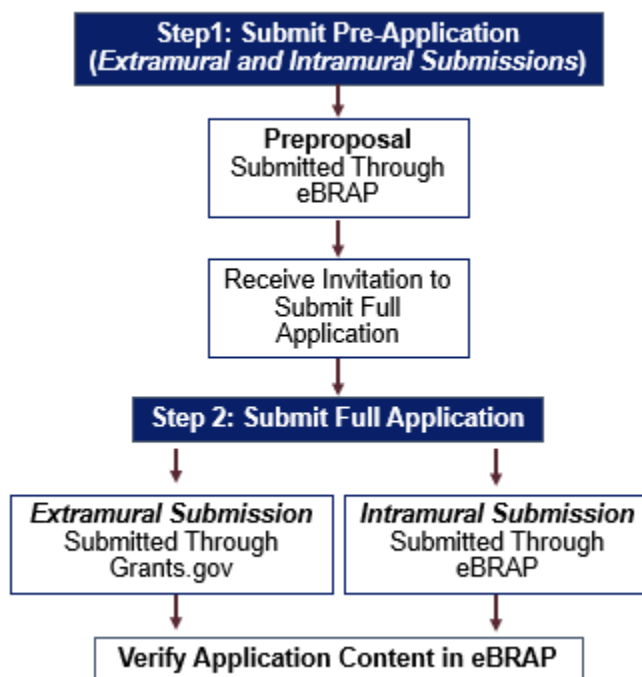 Step1: Submit Pre-Application
(Extramural and Intramural Submissions)
Preproposal
Submitted Through
eBRAP
Receive Invitation to
Submit Full
Application
Step 2: Submit Full Application
Extramural Submission
Submitted Through
Grants.gov
Intramural Submission
Submitted Through
eBRAP
Verify Application Content in eBRAP